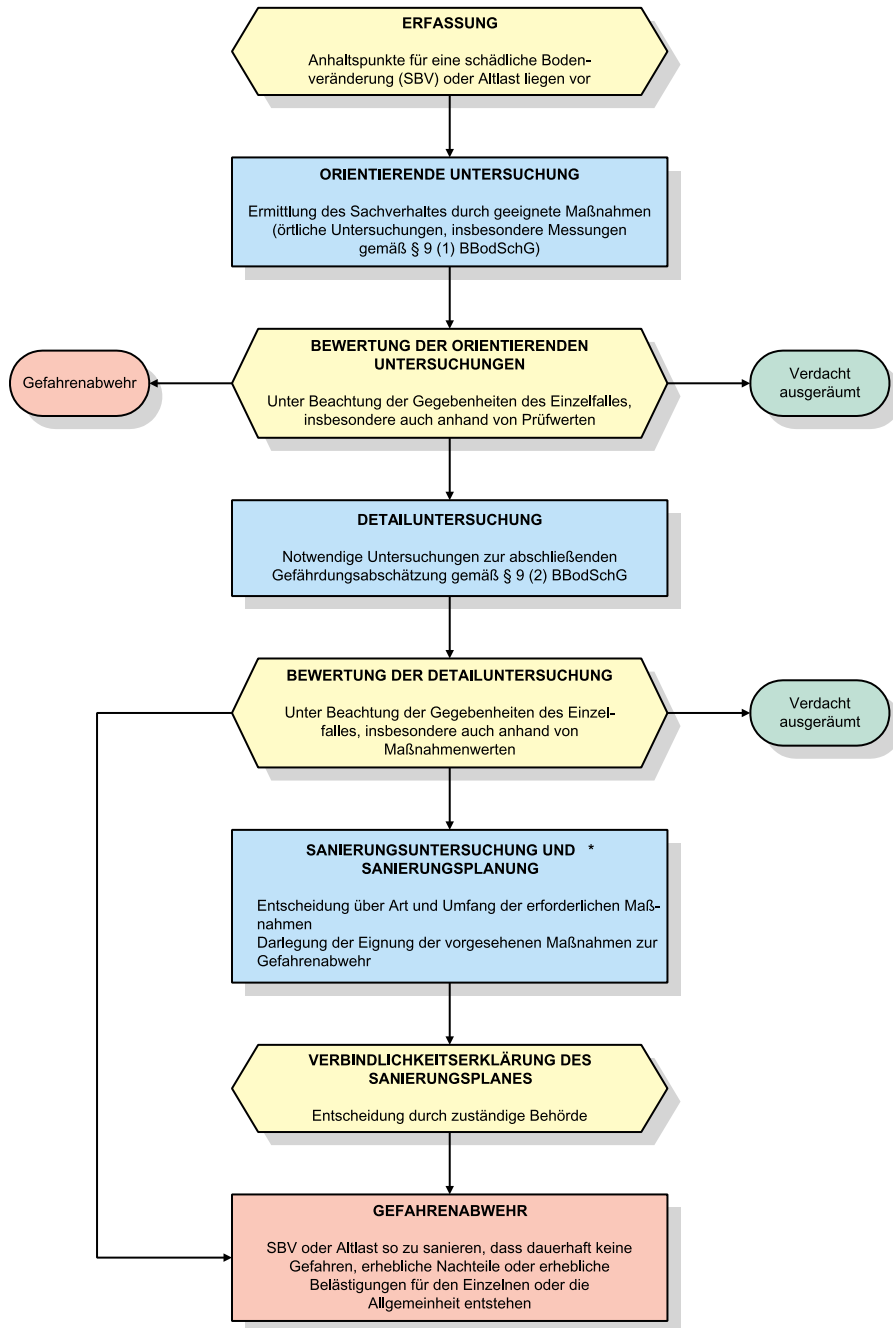 ERFASSUNG
Anhaltspunkte für eine schädliche Boden-
veränderung (SBV) oder Altlast liegen vor
ORIENTIERENDE UNTERSUCHUNG
Ermittlung des Sachverhaltes durch geeignete Maßnahmen
(örtliche Untersuchungen, insbesondere Messungen
gemäß § 9 (1) BBodSchG)
BEWERTUNG DER ORIENTIERENDEN
UNTERSUCHUNGEN
Unter Beachtung der Gegebenheiten des Einzelfalles,
insbesondere auch anhand von Prüfwerten
Gefahrenabwehr
Verdacht
ausgeräumt
DETAILUNTERSUCHUNG
Notwendige Untersuchungen zur abschließenden
Gefährdungsabschätzung gemäß § 9 (2) BBodSchG
BEWERTUNG DER DETAILUNTERSUCHUNG
Unter Beachtung der Gegebenheiten des Einzel-
falles, insbesondere auch anhand von
Maßnahmenwerten
Verdacht
ausgeräumt
SANIERUNGSUNTERSUCHUNG UND *
SANIERUNGSPLANUNG
Entscheidung über Art und Umfang der erforderlichen Maß-
nahmen
Darlegung der Eignung der vorgesehenen Maßnahmen zur
Gefahrenabwehr
VERBINDLICHKEITSERKLÄRUNG DES
SANIERUNGSPLANES
Entscheidung durch zuständige Behörde
GEFAHRENABWEHR
SBV oder Altlast so zu sanieren, dass dauerhaft keine
Gefahren, erhebliche Nachteile oder erhebliche
Belästigungen für den Einzelnen oder die
Allgemeinheit entstehen